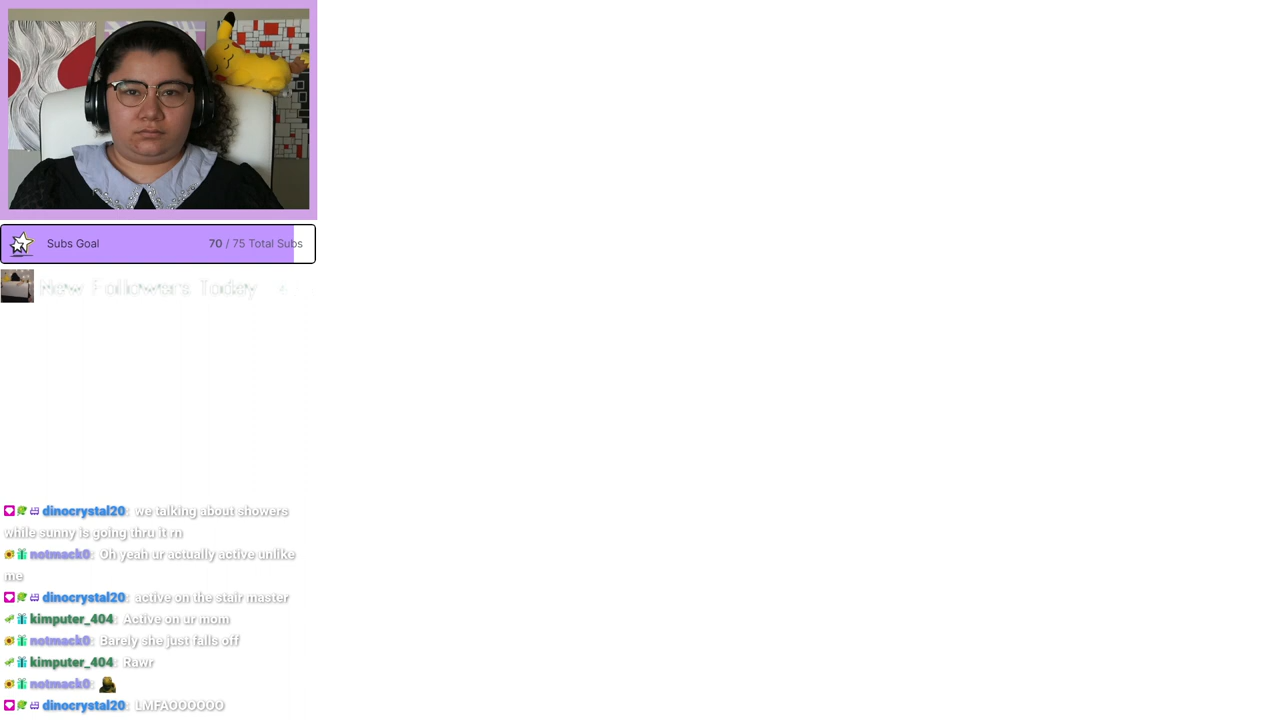 Subs Goal 70 / 75 Total Subs
New Followers Today
dinocrystal20: we talking about showers
while sunny is going thru it rn
notmack0: Oh yeah ur actually active unlike
me
dinocrystal20: active on the stair master
kimputer_404: Active on ur mom
notmack0: Barely she just falls off
kimputer_404: Rawr
notmack0:
dinocrystal20: LMFAOOOOOO